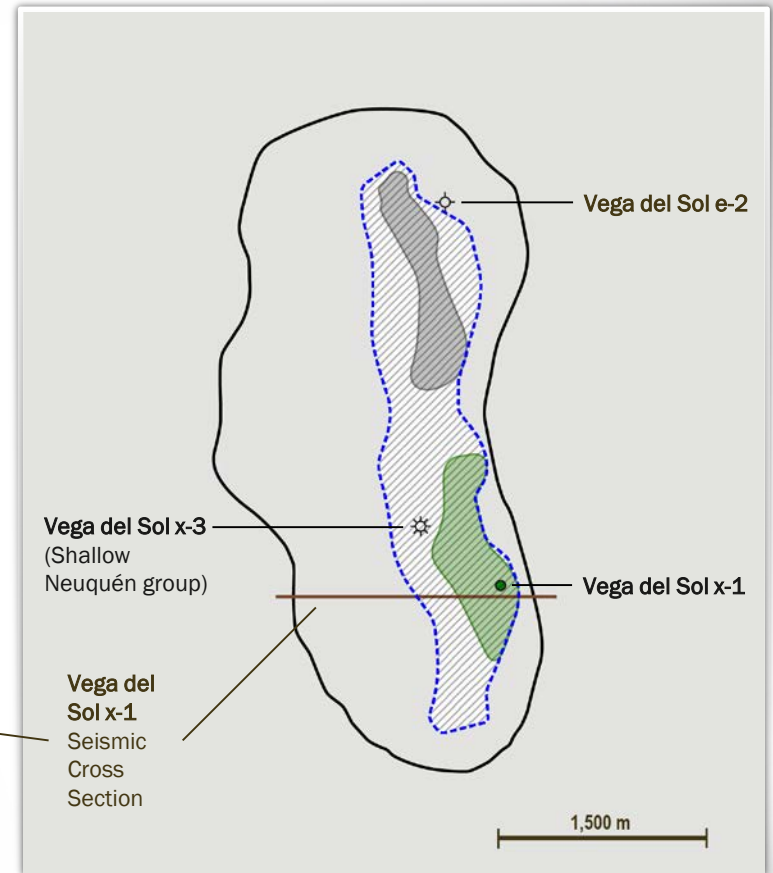 Vega del Sol e-2
Vega del Sol x-3
(Shallow
Neuquén group)
Vega del Sol x-1
Vega del
Sol x-1
Seismic
Cross
Section
1,500 m